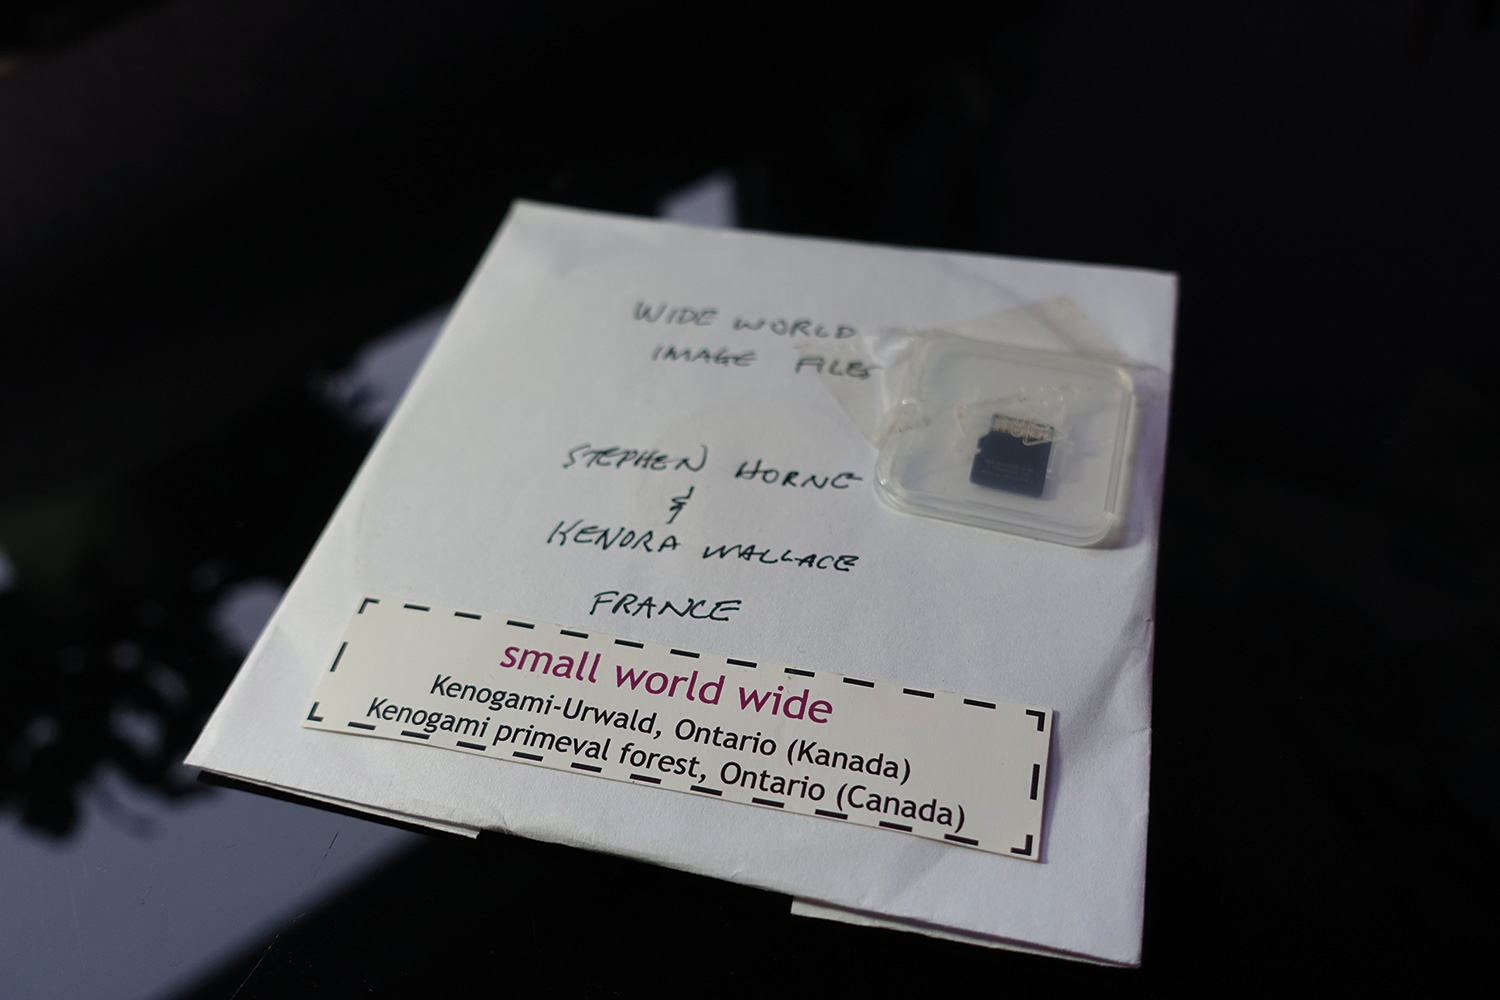 WIDE WORLD
IMAGE FILES
STEPHEN HORNE
&
KENORA WALLACE
FRANCE
small world wide
Kenogami-Urwald, Ontario (Kanada)
Kenogami primeval forest, Ontario (Canada)